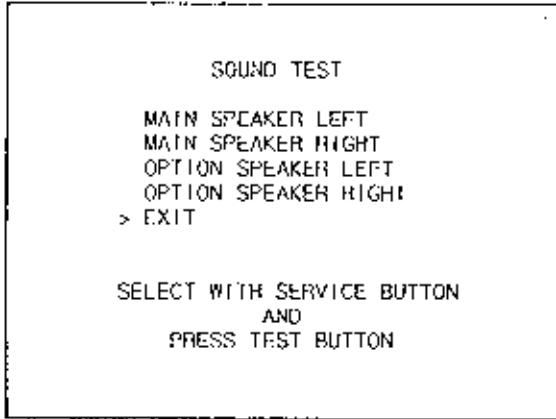 SOUND TEST
MAIN SPEAKER LEFT
MAIN SPEAKER RIGHT
OPTION SPEAKER LEFT
OPTION SPEAKER RIGHT
> EXIT
SELECT WITH SERVICE BUTTON
AND
PRESS TEST BUTTON